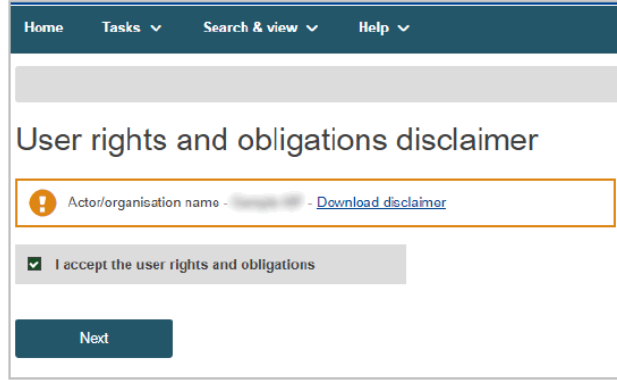 Home Tasks Search & view Help
User rights and obligations disclaimer
Actor/organisation name - - Download disclaimer
I accept the user rights and obligations
Next